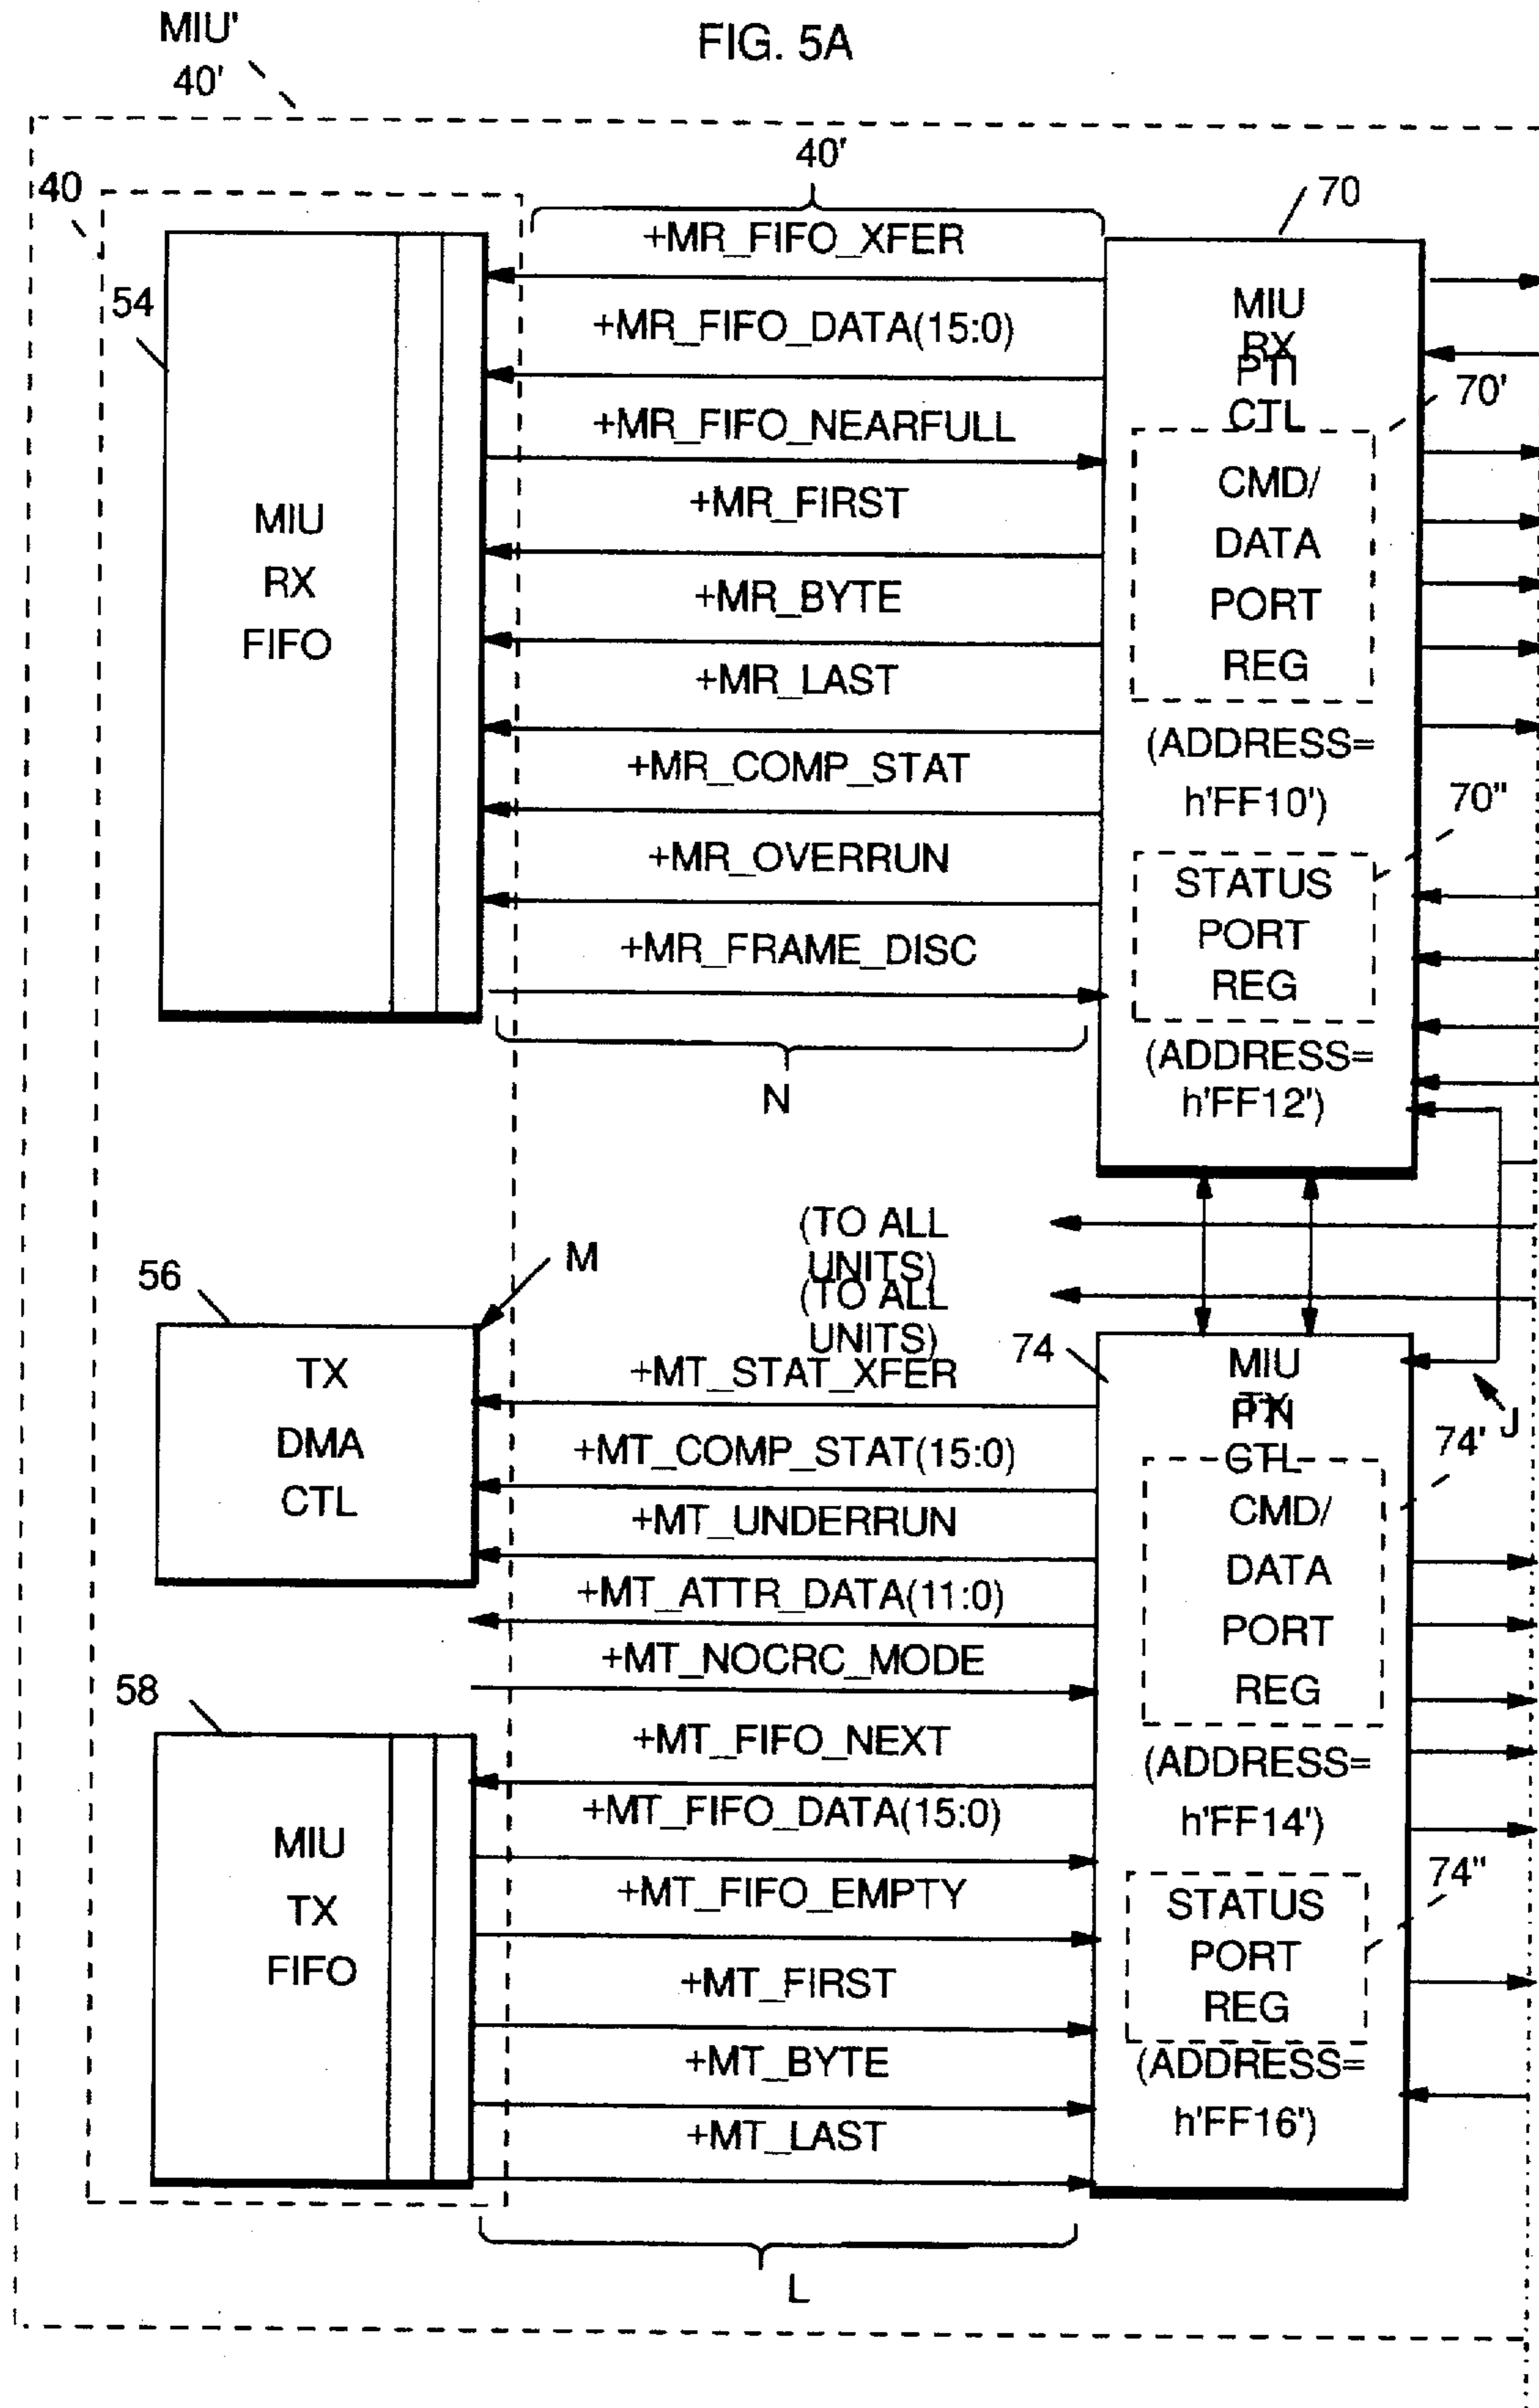 MIU'
40'
FIG. 5A
40'
40
70
+MR_FIFO_XFER
54
MIU
RX
PTI
CTL
+MR_FIFO_DATA(15:0)
70'
+MR_FIFO_NEARFULL
CMD/
DATA
PORT
REG
+MR_FIRST
MIU
RX
FIFO
+MR_BYTE
+MR_LAST
(ADDRESS=
h'FF10')
+MR_COMP_STAT
70"
+MR_OVERRUN
STATUS
PORT
REG
+MR_FRAME_DISC
(ADDRESS=
h'FF12')
N
(TO ALL
UNITS)
(TO ALL
UNITS)
M
56
74
TX
DMA
CTL
+MT_STAT_XFER
MIU
TX
CTL
J
74'
+MT_COMP_STAT(15:0)
CMD/
DATA
PORT
REG
+MT_UNDERRUN
+MT_ATTR_DATA(11:0)
+MT_NOCRC_MODE
58
+MT_FIFO_NEXT
(ADDRESS=
h'FF14')
+MT_FIFO_DATA(15:0)
MIU
TX
FIFO
74"
+MT_FIFO_EMPTY
STATUS
PORT
REG
+MT_FIRST
+MT_BYTE
(ADDRESS=
h'FF16')
+MT_LAST
L